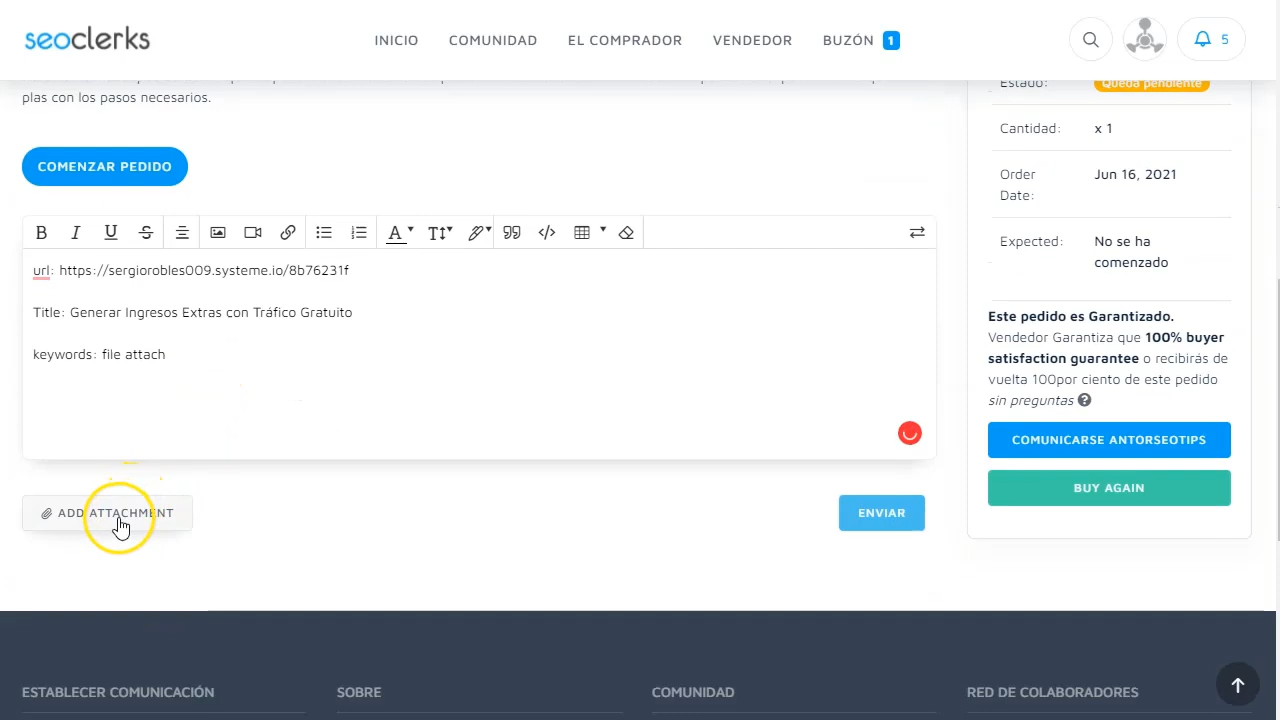 seoclerks
INICIO
COMUNIDAD
EL COMPRADOR
VENDEDOR
BUZÓN 1
5
plas con los pasos necesarios.
COMENZAR PEDIDO
url: https://sergiorobles009.systeme.io/8b76231f
Title: Generar Ingresos Extras con Tráfico Gratuito
keywords: file attach
ADD ATTACHMENT
ENVIAR
Estado: Queda pendiente
Cantidad: x 1
Order Date: Jun 16, 2021
Expected: No se ha
comenzado
Este pedido es Garantizado.
Vendedor Garantiza que 100% buyer
satisfaction guarantee o recibirás de
vuelta 100por ciento de este pedido
sin preguntas
COMUNICARSE ANTORSEOTIPS
BUY AGAIN
ESTABLECER COMUNICACIÓN
SOBRE
COMUNIDAD
RED DE COLABORADORES